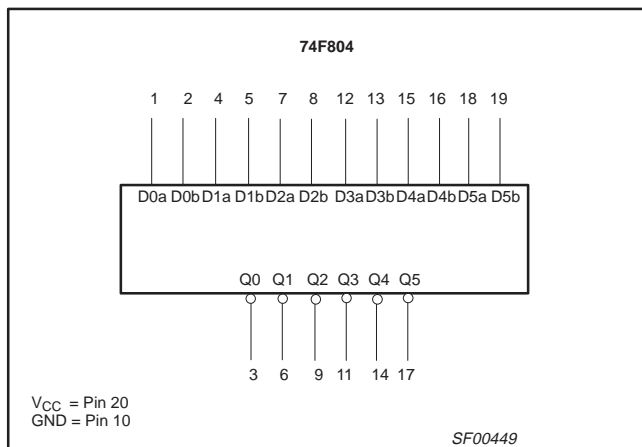 74F804
1 2 4 5 7 8 12 13 15 16 18 19
D0a D0b D1a D1b D2a D2b D3a D3b D4a D4b D5a D5b
Q0 Q1 Q2 Q3 Q4 Q5
3 6 9 11 14 17
VCC = Pin 20
GND = Pin 10
SF00449